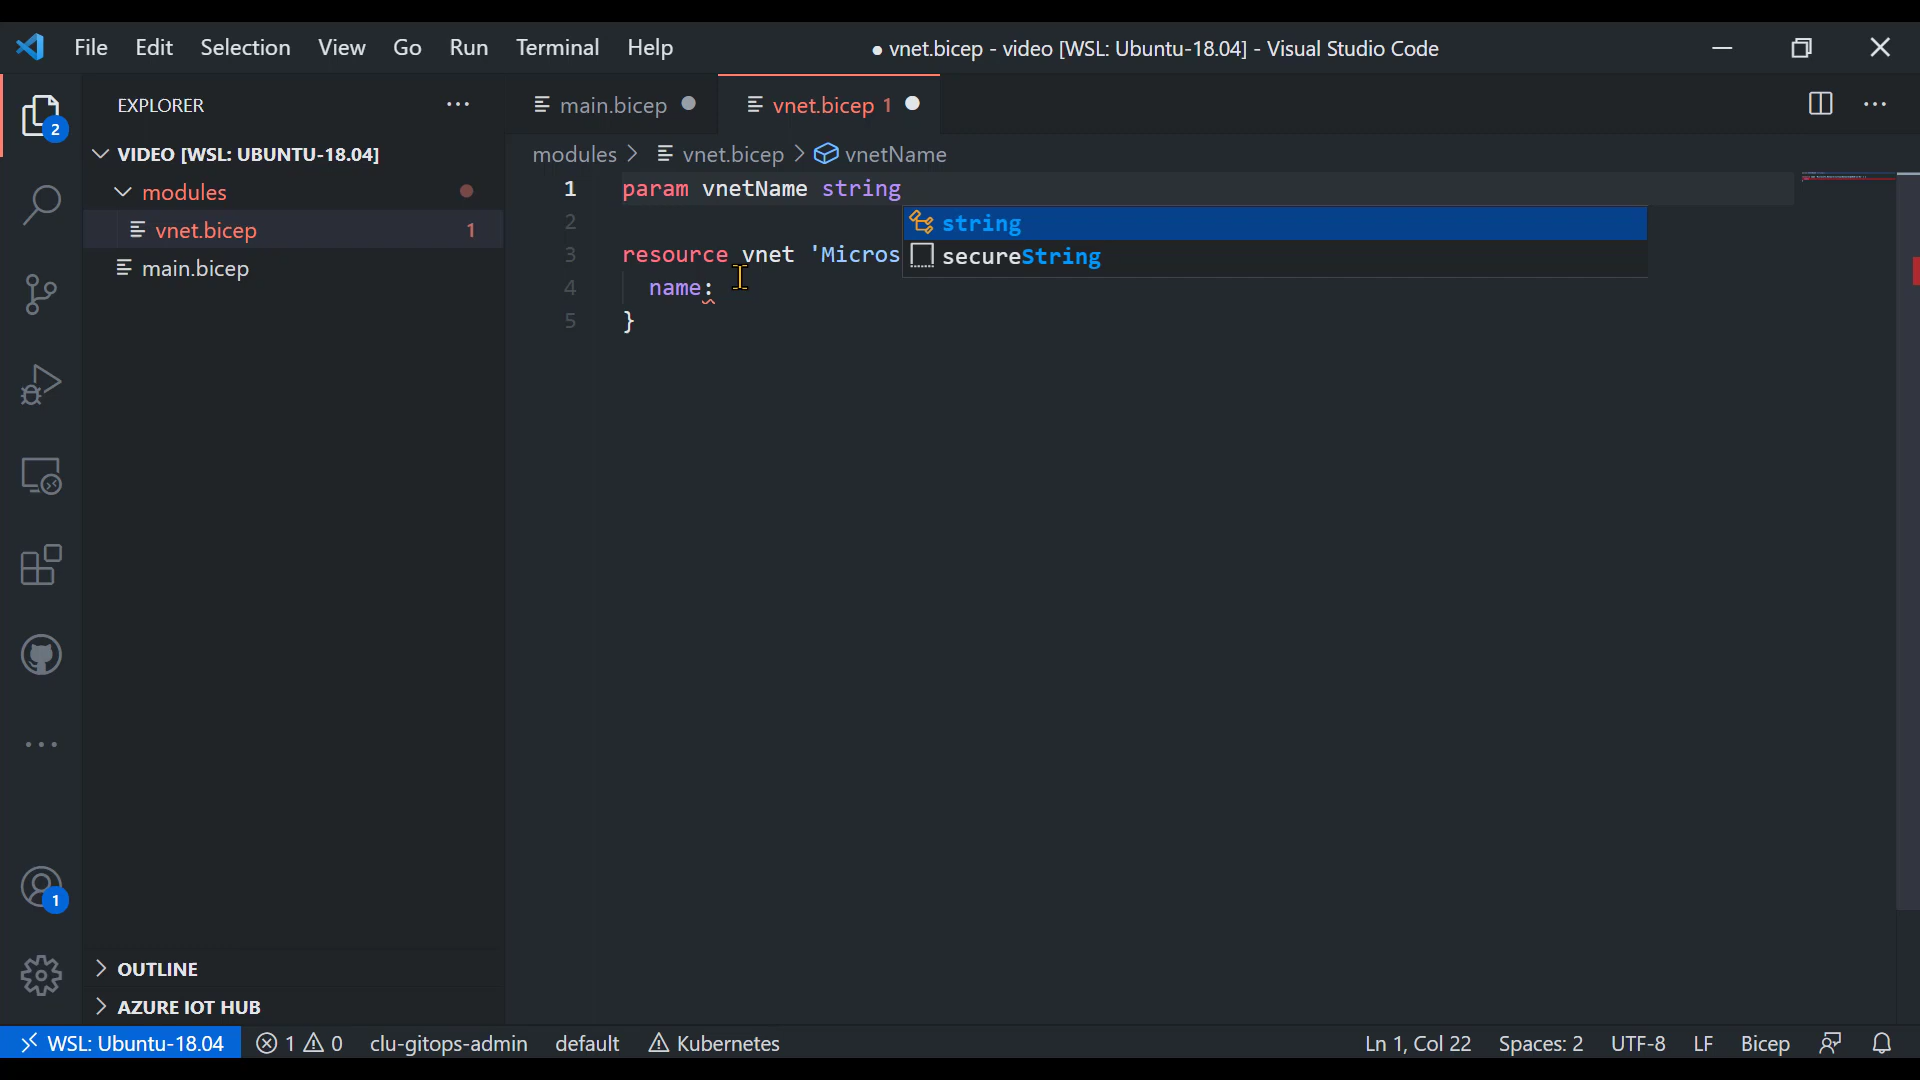 File Edit Selection View Go Run Terminal Help
● vnet.bicep - video [WSL: Ubuntu-18.04] - Visual Studio Code
EXPLORER
2
VIDEO [WSL: UBUNTU-18.04]
modules
vnet.bicep 1
main.bicep
main.bicep
vnet.bicep 1
modules > vnet.bicep > vnetName
1 param vnetName string
2
3 resource vnet 'Micros
4 name:
5 }
string
secureString
1
OUTLINE
AZURE IOT HUB
WSL: Ubuntu-18.04 1 0 clu-gitops-admin default Kubernetes
Ln 1, Col 22 Spaces: 2 UTF-8 LF Bicep